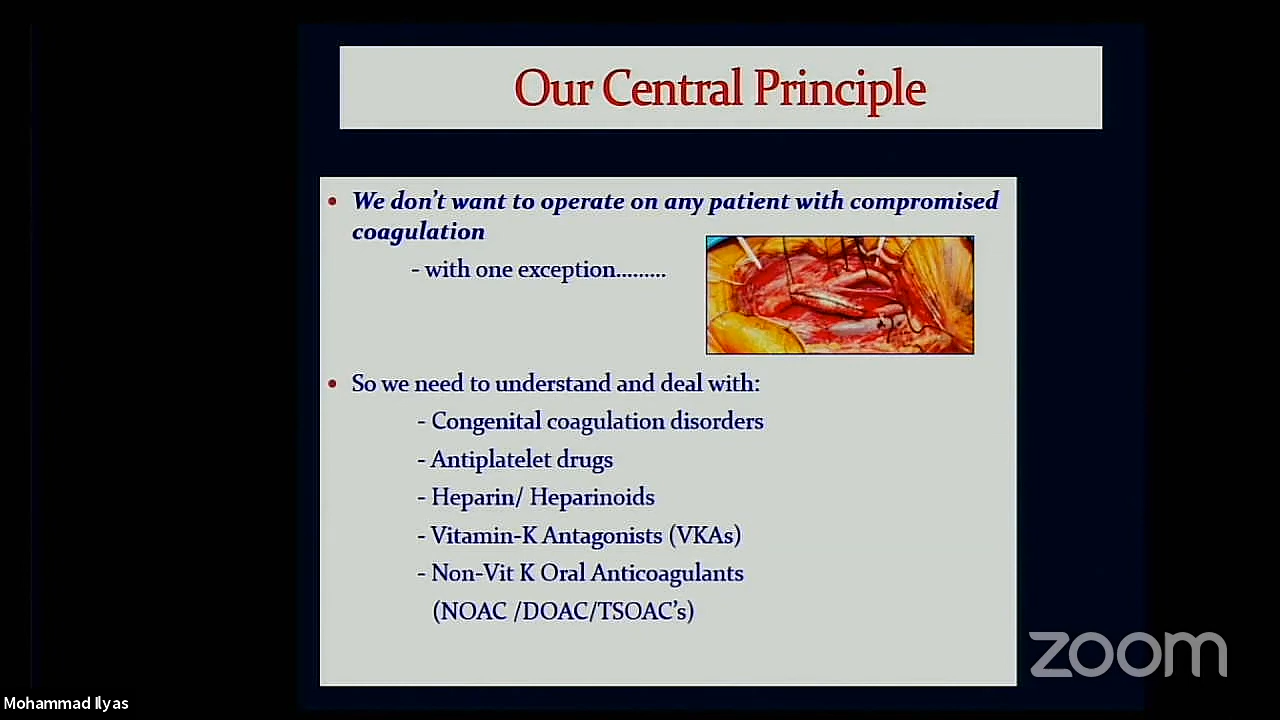 Our Central Principle
• We don't want to operate on any patient with compromised
coagulation
- with one exception.........
• So we need to understand and deal with:
- Congenital coagulation disorders
- Antiplatelet drugs
- Heparin/ Heparinoids
- Vitamin-K Antagonists (VKAs)
- Non-Vit K Oral Anticoagulants
(NOAC /DOAC/TSOAC's)
zoom
Mohammad Ilyas